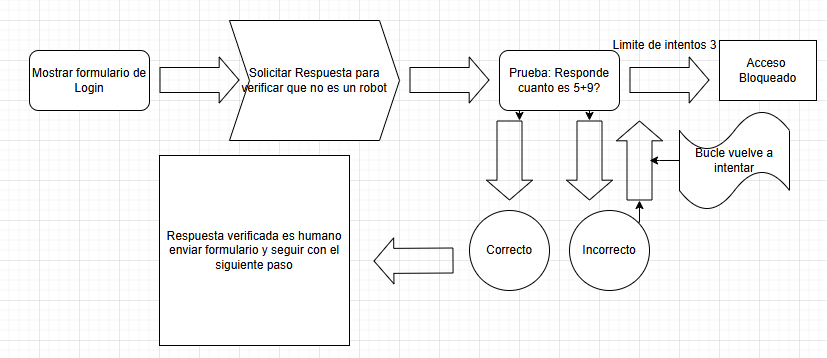 Mostrar formulario de
Login
Solicitar Respuesta para
verificar que no es un robot
Prueba: Responde
cuanto es 5+9?
Limite de intentos 3
Acceso
Bloqueado
Bucle vuelve a
intentar
Respuesta verificada es humano
enviar formulario y seguir con el
siguiente paso
Correcto
Incorrecto